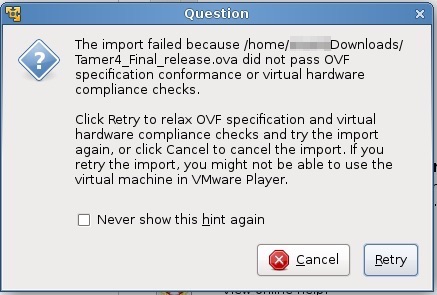 Question
The import failed because /home/ Downloads/
Tamer4_Final_release.ova did not pass OVF
specification conformance or virtual hardware
compliance checks.
Click Retry to relax OVF specification and virtual
hardware compliance checks and try the import
again, or click Cancel to cancel the import. If you
retry the import, you might not be able to use the
virtual machine in VMware Player.
Never show this hint again
Cancel
Retry
View online help?